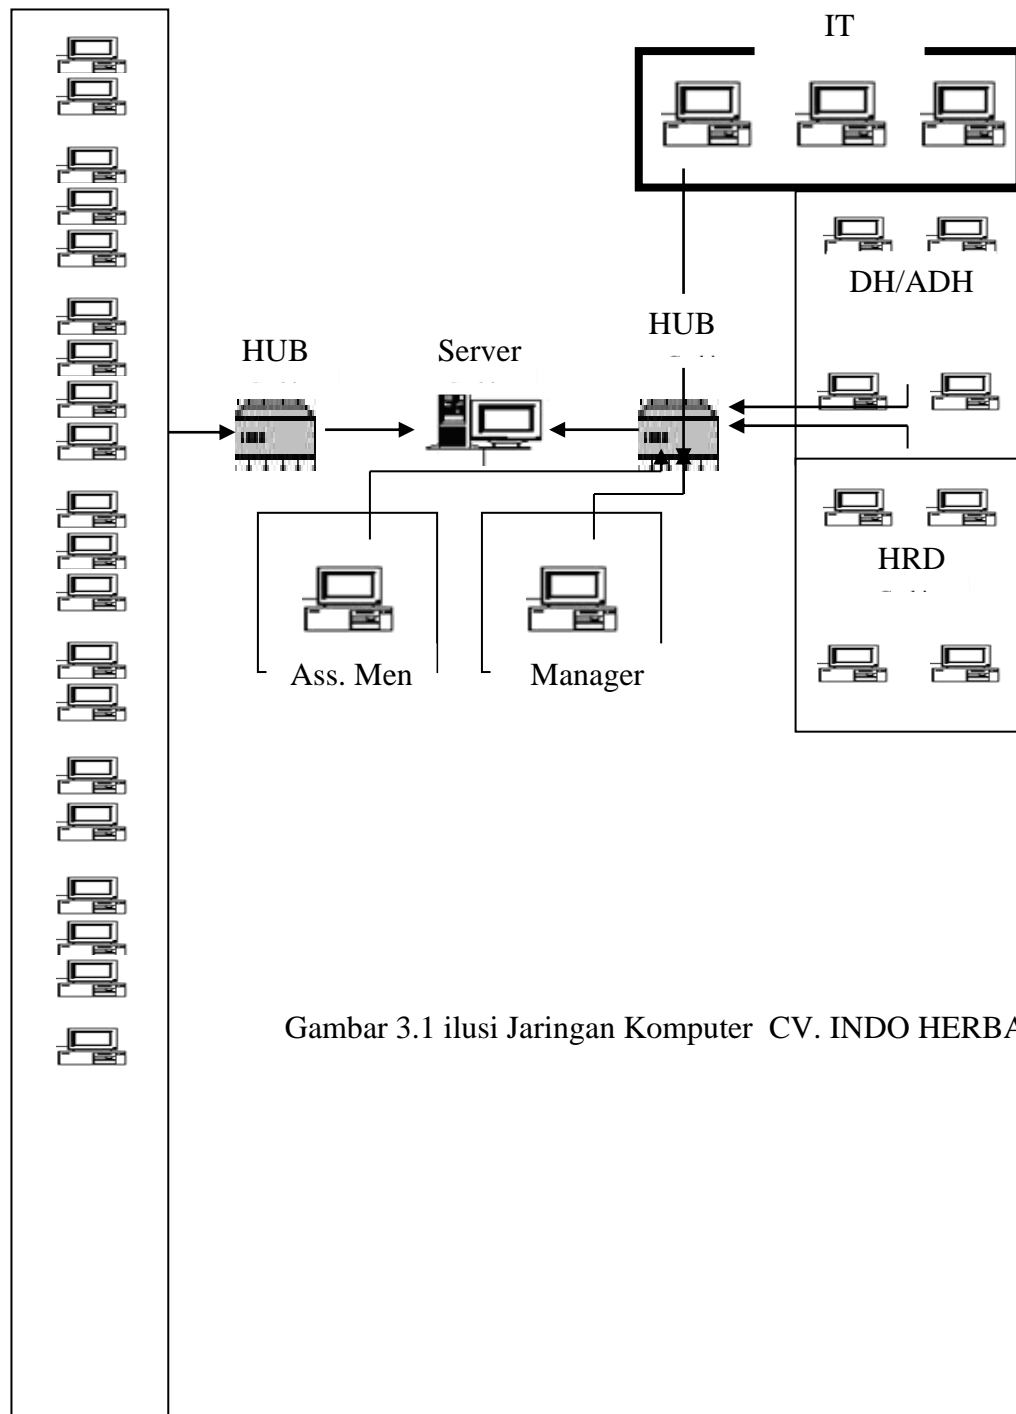 IT
DH/ADH
HUB
HUB
Server
HRD
Ass. Men
Manager
Gambar 3.1 ilusi Jaringan Komputer CV. INDO HERBA